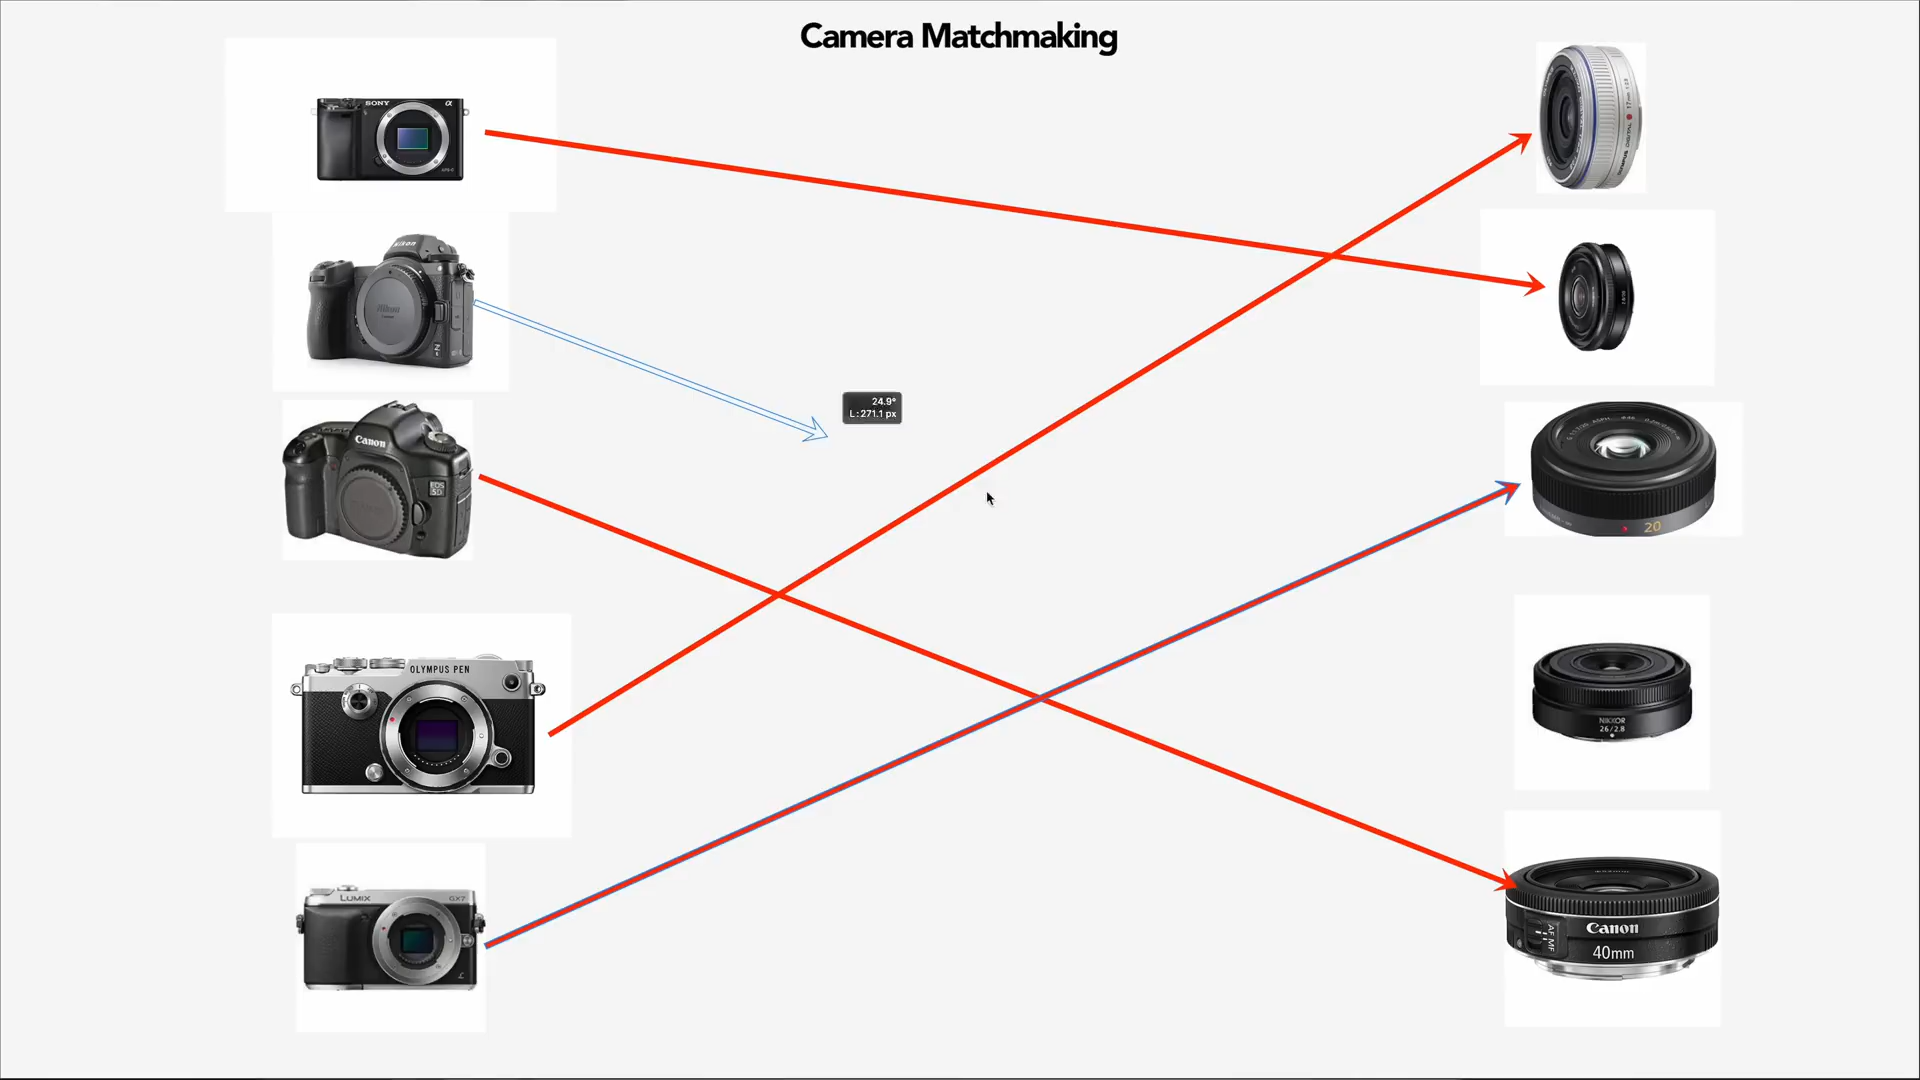 Camera Matchmaking
SONY
α
Nikon
Nikon
Z
24.9°
L: 271.1 px
Canon
EOS
5D
20
OLYMPUS PEN
NIKKOR
26/2.8
LUMIX
GX7
L
AF MF
Canon
40mm